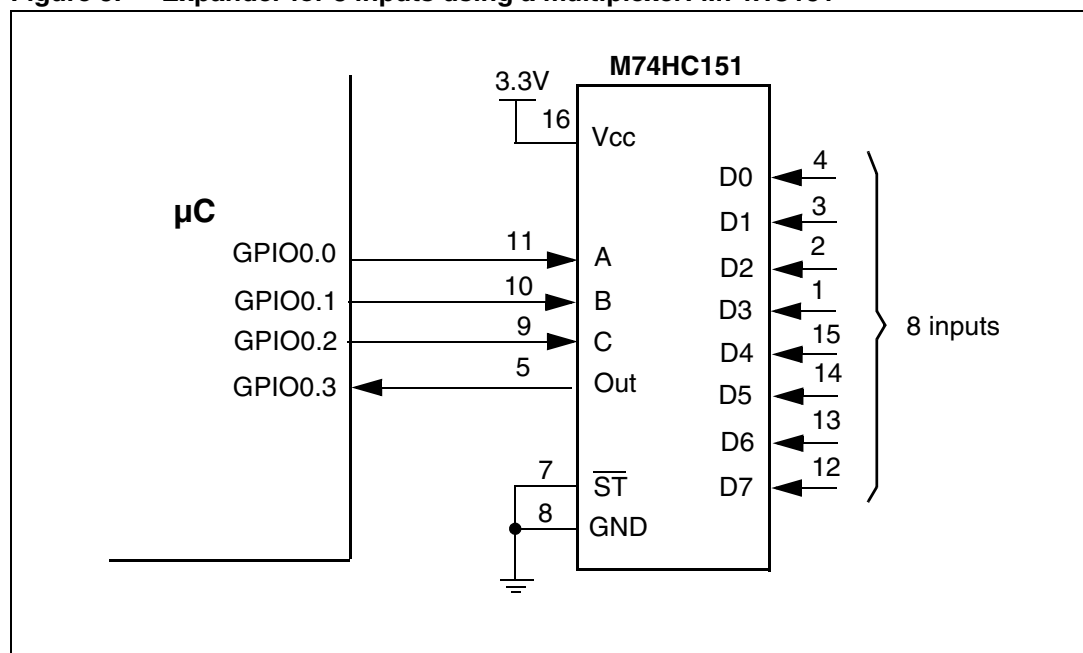 M74HC151
3.3V
16
Vcc
µC
GPIO0.0
11
A
GPIO0.1
10
B
GPIO0.2
9
C
GPIO0.3
5
Out
7
ST
8
GND
D0
4
D1
3
D2
2
D3
1
D4
15
D5
14
D6
13
D7
12
8 inputs